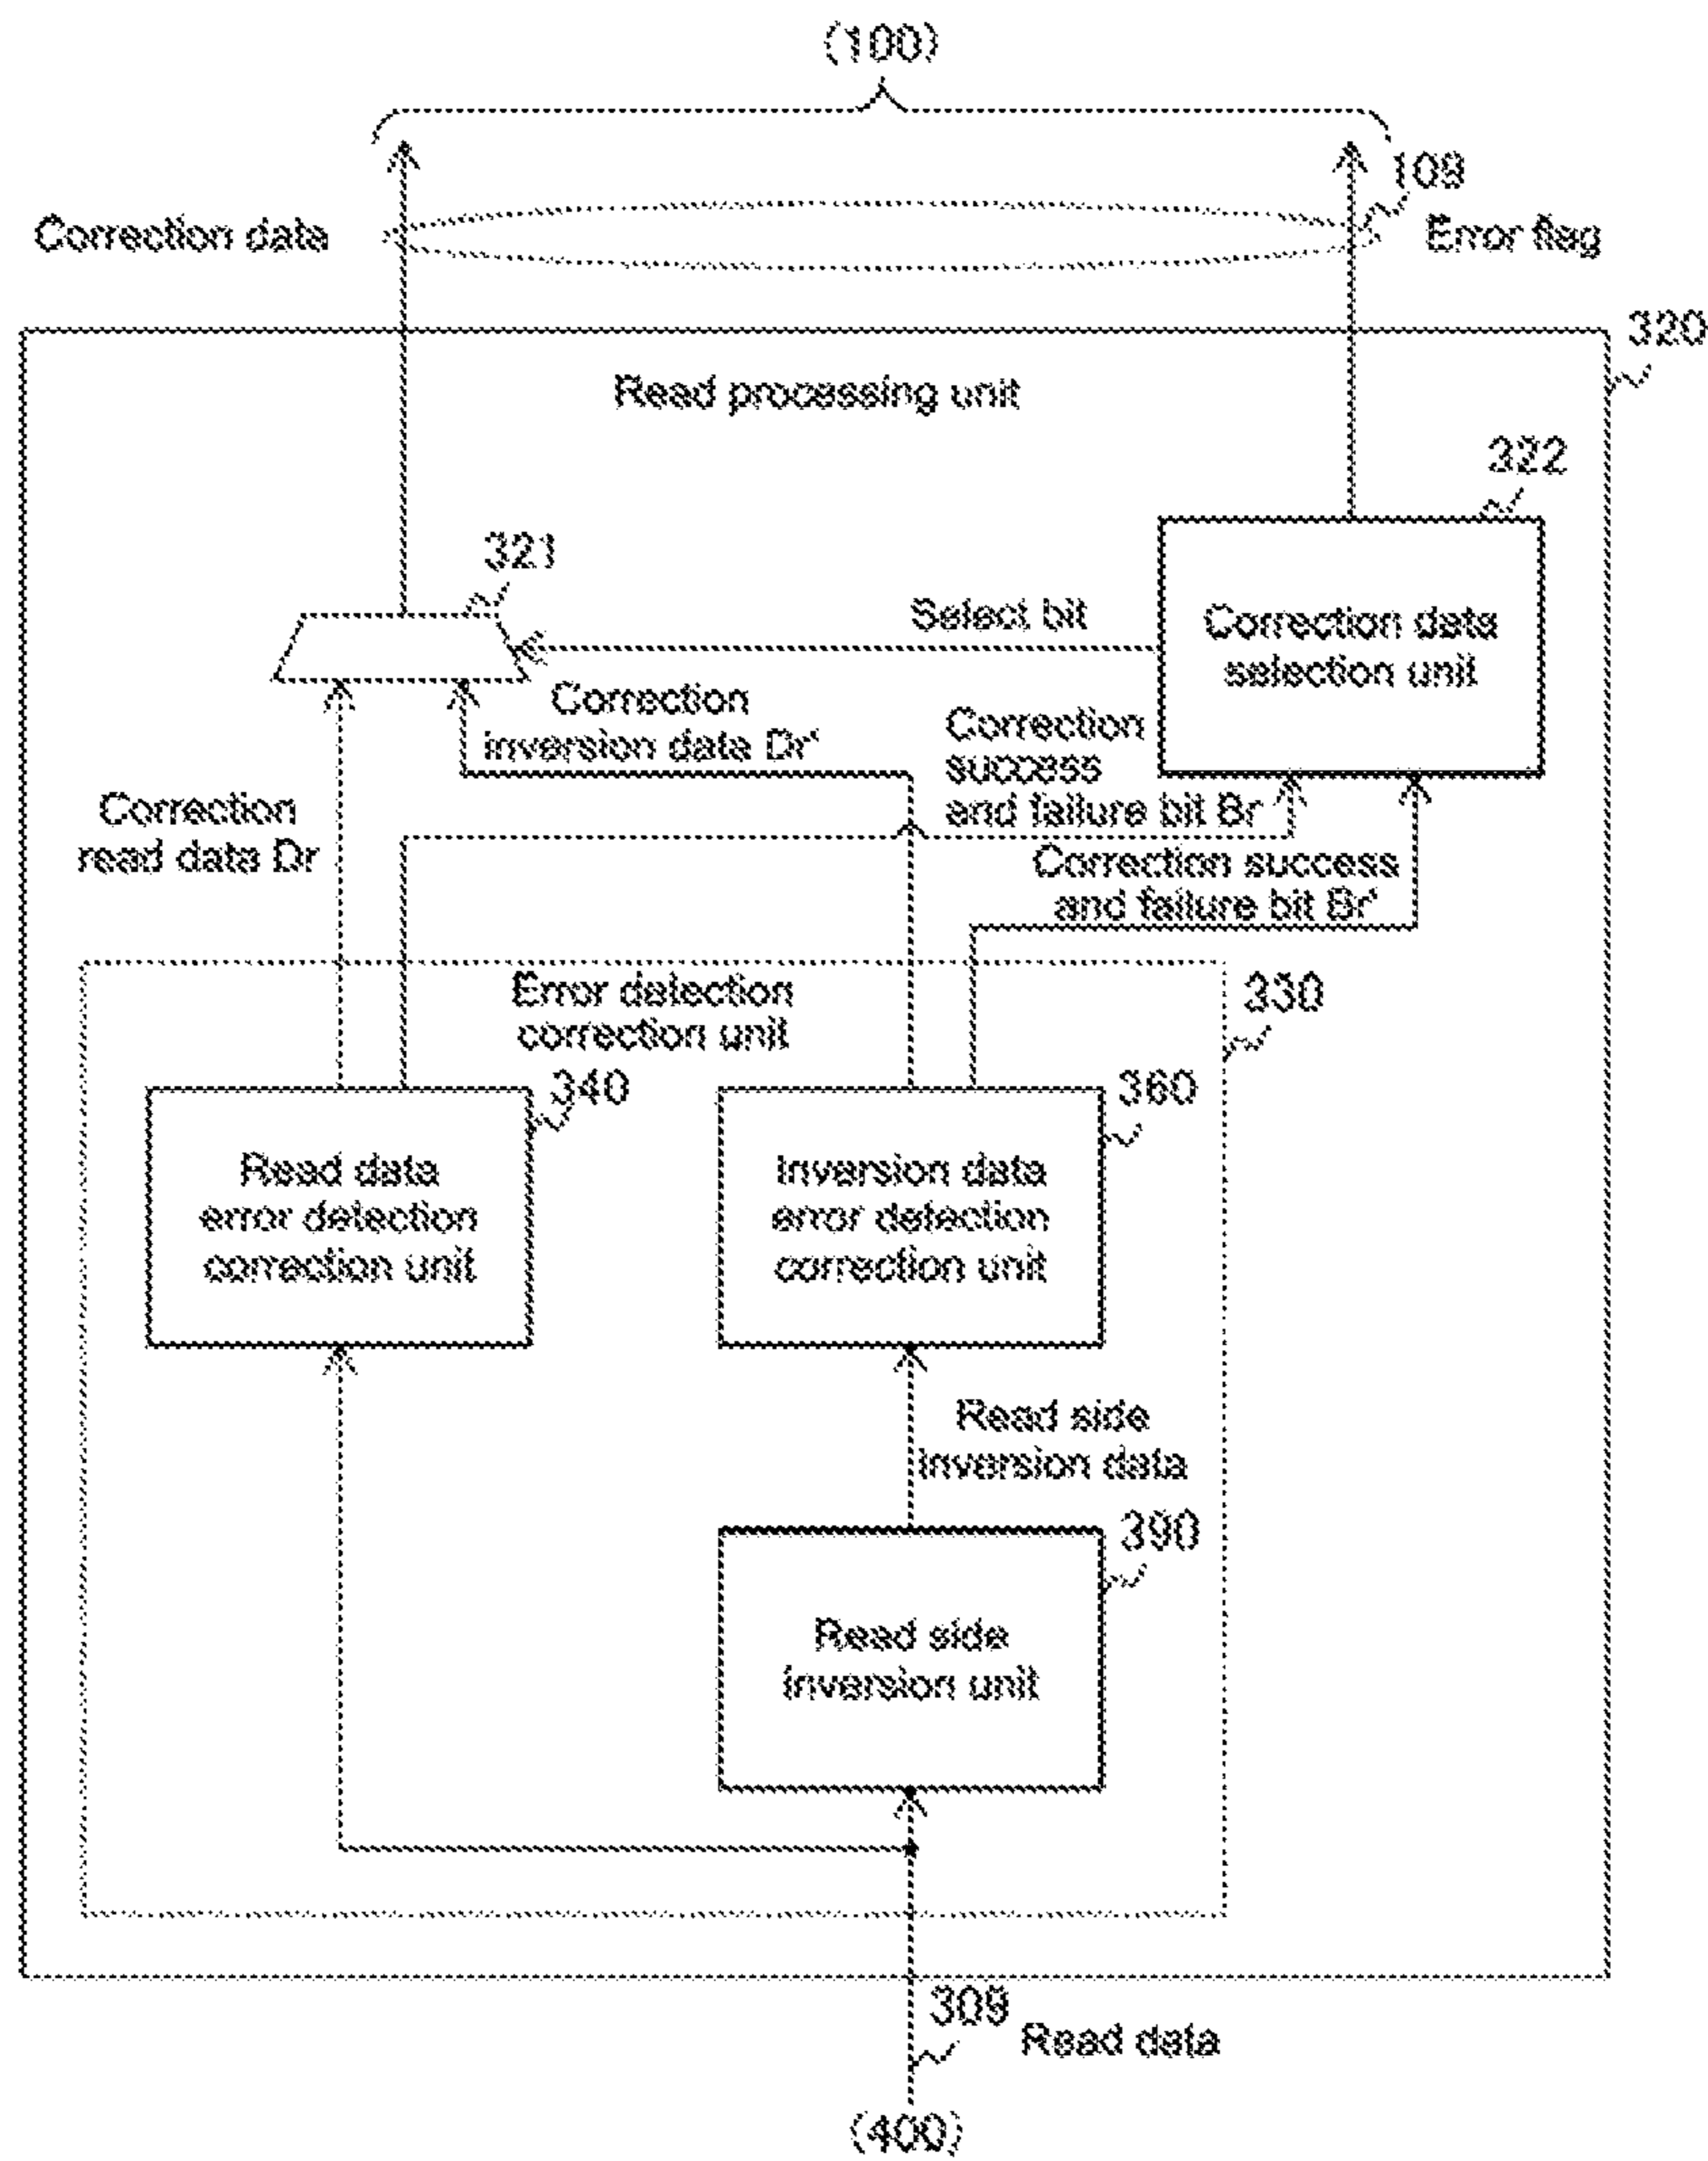 (100)
109
Correction data
Error flag
320
Read processing unit
322
321
Select bit
Correction data
selection unit
Correction
inversion data Dr'
Correction
success
and failure bit Br
Correction
read data Dr
Correction success
and failure bit Br'
Error detection
correction unit
330
340
360
Read data
error detection
correction unit
Inversion data
error detection
correction unit
Read side
inversion data
390
Read side
inversion unit
309
Read data
(400)